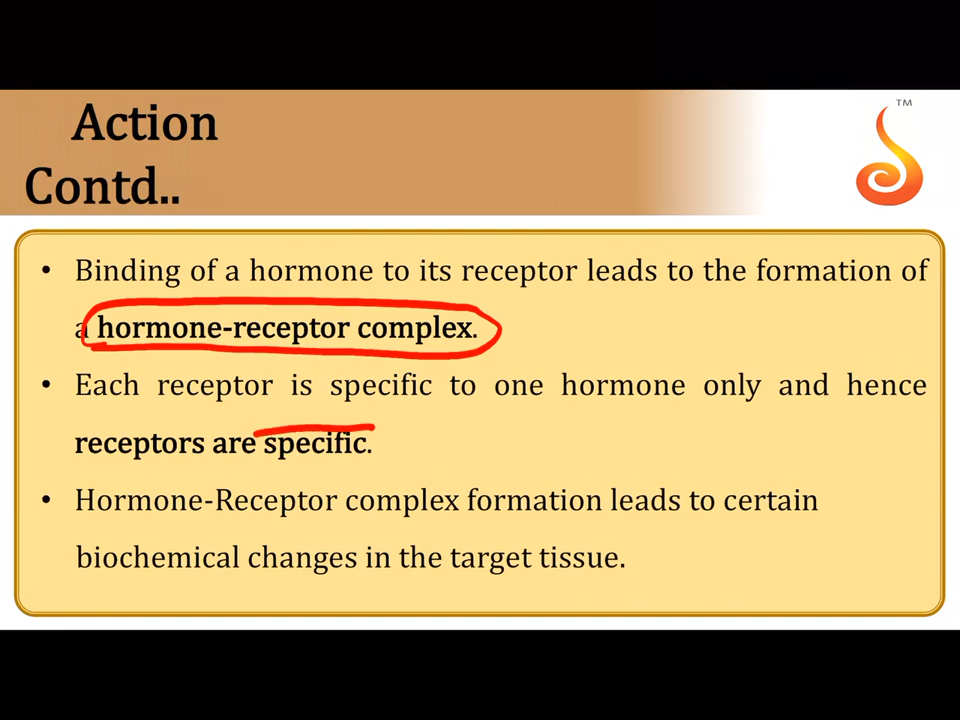 Action
Contd..
TM
• Binding of a hormone to its receptor leads to the formation of
a hormone-receptor complex.
• Each receptor is specific to one hormone only and hence
receptors are specific.
• Hormone-Receptor complex formation leads to certain
biochemical changes in the target tissue.